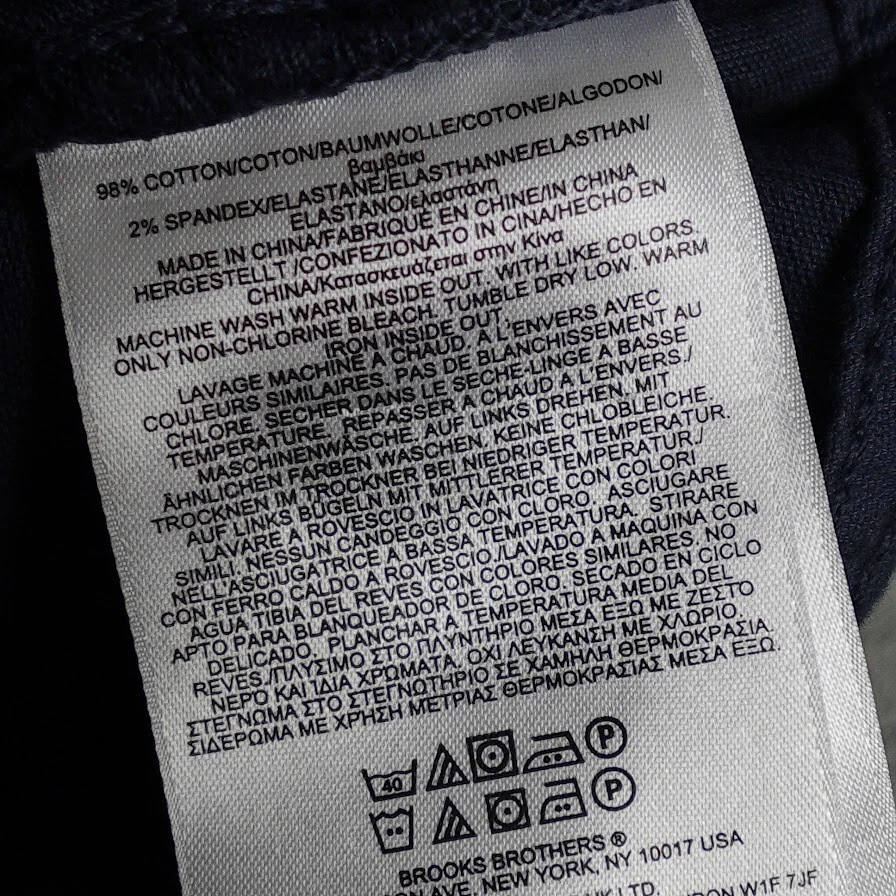 98% COTTON/COTON/BAUMWOLLE/COTONE/ALGODON/
βαμβάκι
2% SPANDEX/ELASTANE/ELASTHANNE/ELASTHAN/
ELASTANO/ελαστάνη
MADE IN CHINA/FABRIQUÉ EN CHINE/IN CHINA
HERGESTELLT /CONFEZIONATO IN CINA/HECHO EN
CHINA/Κατασκευάζεται στην Κίνα
MACHINE WASH WARM INSIDE OUT, WITH LIKE COLORS.
ONLY NON-CHLORINE BLEACH. TUMBLE DRY LOW. WARM
IRON INSIDE OUT.
LAVAGE MACHINE À CHAUD, À L'ENVERS AVEC
COULEURS SIMILAIRES. PAS DE BLANCHISSEMENT AU
CHLORE. SECHER DANS LE SECHE-LINGE A BASSE
TEMPERATURE. REPASSER A CHAUD A L'ENVERS./
MASCHINENWÄSCHE. AUF LINKS DREHEN. MIT
ÄHNLICHEN FARBEN WASCHEN. KEINE CHLOBLEICHE.
TROCKNEN IM TROCKNER BEI NIEDRIGER TEMPERATUR.
AUF LINKS BÜGELN MIT MITTLERER TEMPERATUR./
LAVARE A ROVESCIO IN LAVATRICE CON COLORI
SIMILI. NESSUN CANDEGGIO CON CLORO. ASCIUGARE
NELL'ASCIUGATRICE A BASSA TEMPERATURA. STIRARE
CON FERRO CALDO A ROVESCIO./LAVADO A MAQUINA CON
AGUA TIBIA DEL REVES CON COLORES SIMILARES. NO
APTO PARA BLANQUEADOR DE CLORO. SECADO EN CICLO
DELICADO. PLANCHAR A TEMPERATURA MEDIA DEL
REVES./ΠΛΥΣΙΜΟ ΣΤΟ ΠΛΥΝΤΗΡΙΟ ΜΕΣΑ ΕΞΩ ΜΕ ΖΕΣΤΟ
ΝΕΡΟ ΚΑΙ ΊΔΙΑ ΧΡΩΜΑΤΑ. ΟΧΙ ΛΕΥΚΑΝΣΗ ΜΕ ΧΛΩΡΙΟ.
ΣΤΕΓΝΩΜΑ ΣΤΟ ΣΤΕΓΝΩΤΗΡΙΟ ΣΕ ΧΑΜΗΛΗ ΘΕΡΜΟΚΡΑΣΙΑ.
ΣΙΔΕΡΩΜΑ ΜΕ ΧΡΗΣΗ ΜΕΤΡΙΑΣ ΘΕΡΜΟΚΡΑΣΙΑΣ ΜΕΣΑ ΕΞΩ.
40 P
P
BROOKS BROTHERS ®
AVE, NEW YORK, NY 10017 USA
LTD. W1F 7JF